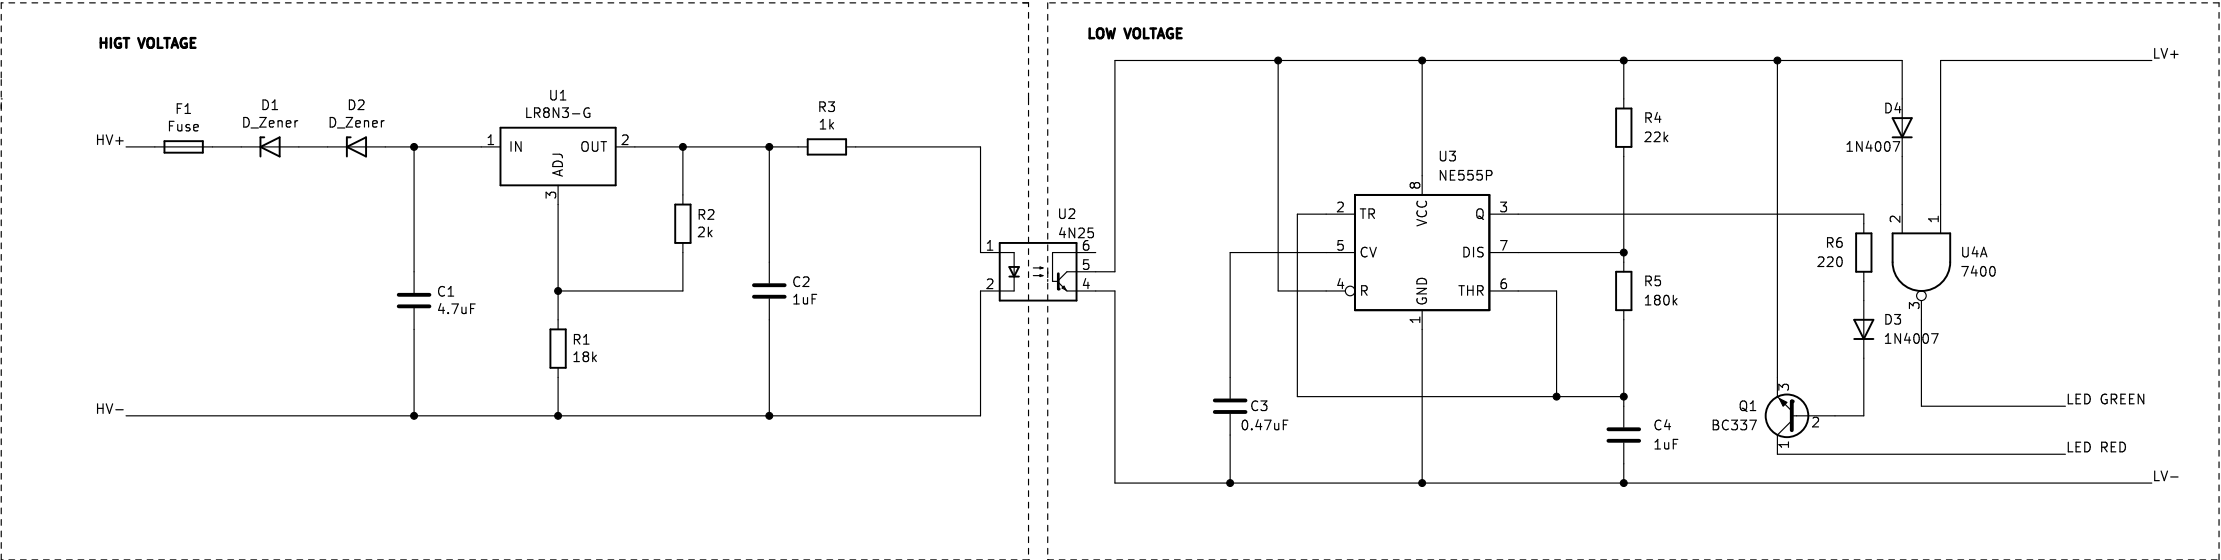 HIGT VOLTAGE
LOW VOLTAGE
HV+
F1
Fuse
D1
D_Zener
D2
D_Zener
U1
LR8N3-G
1
IN
OUT
2
ADJ
3
R3
1k
R2
2k
C1
4.7uF
R1
18k
C2
1uF
HV-
U2
4N25
1
2
6
5
4
LV+
U3
NE555P
8
VCC
2
TR
5
CV
4
R
Q
3
DIS
7
THR
6
GND
1
R4
22k
R5
180k
C3
0.47uF
C4
1uF
D4
1N4007
2
1
R6
220
U4A
7400
3
D3
1N4007
Q1
BC337
3
2
1
LED GREEN
LED RED
LV-